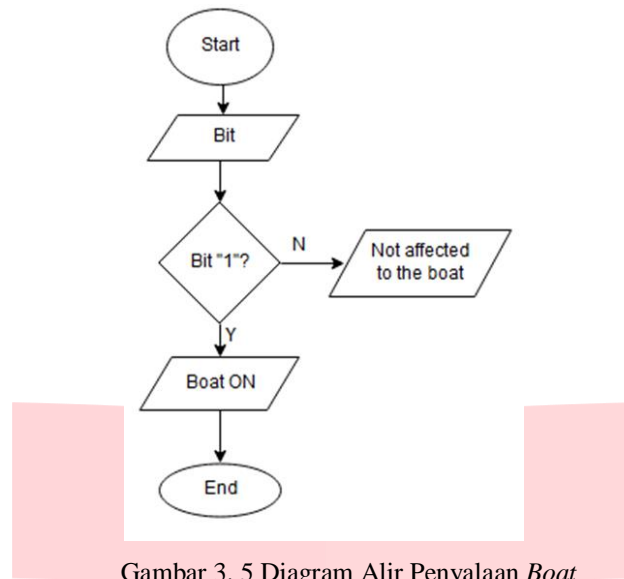 Start
Bit
Bit "1"?
N
Not affected
to the boat
Y
Boat ON
End
Gambar 3. 5 Diagram Alir Penyalaan Boat